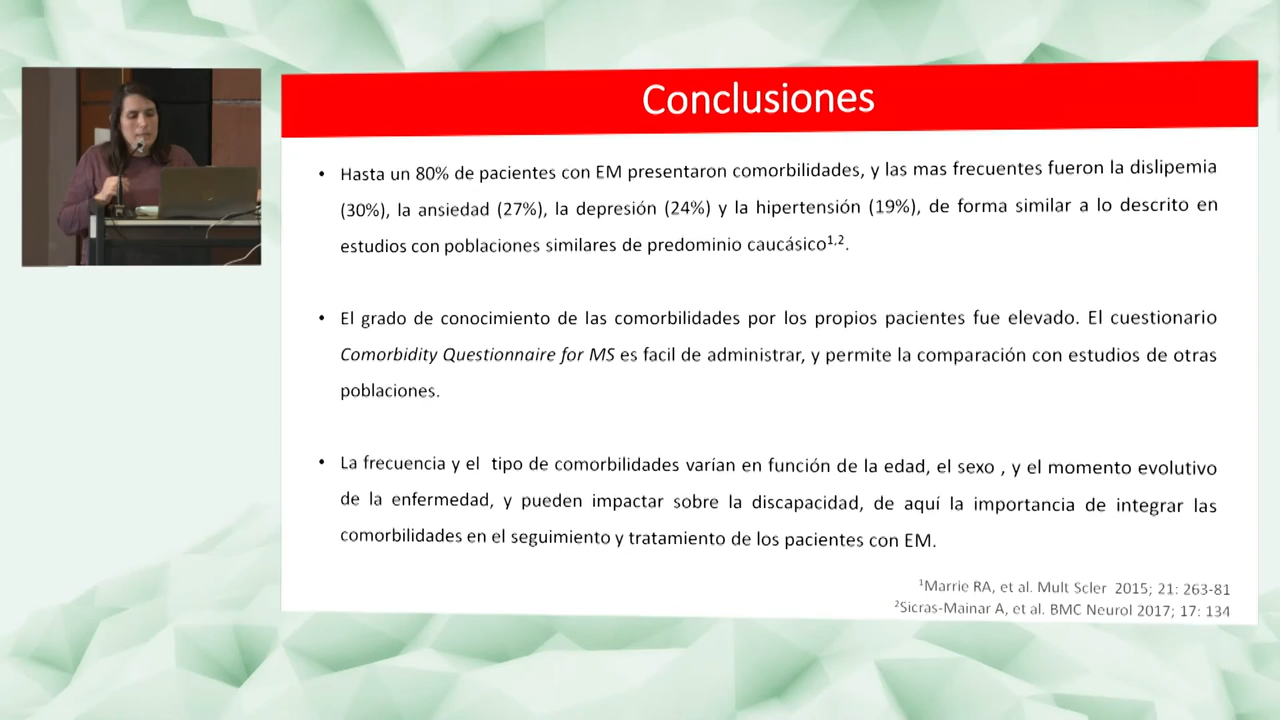 Conclusiones
• Hasta un 80% de pacientes con EM presentaron comorbilidades, y las mas frecuentes fueron la dislipemia
(30%), la ansiedad (27%), la depresión (24%) y la hipertensión (19%), de forma similar a lo descrito en
estudios con poblaciones similares de predominio caucásico1,2.
• El grado de conocimiento de las comorbilidades por los propios pacientes fue elevado. El cuestionario
Comorbidity Questionnaire for MS es facil de administrar, y permite la comparación con estudios de otras
poblaciones.
• La frecuencia y el tipo de comorbilidades varían en función de la edad, el sexo , y el momento evolutivo
de la enfermedad, y pueden impactar sobre la discapacidad, de aquí la importancia de integrar las
comorbilidades en el seguimiento y tratamiento de los pacientes con EM.
1Marrie RA, et al. Mult Scler 2015; 21: 263-81
2Sicras-Mainar A, et al. BMC Neurol 2017; 17: 134